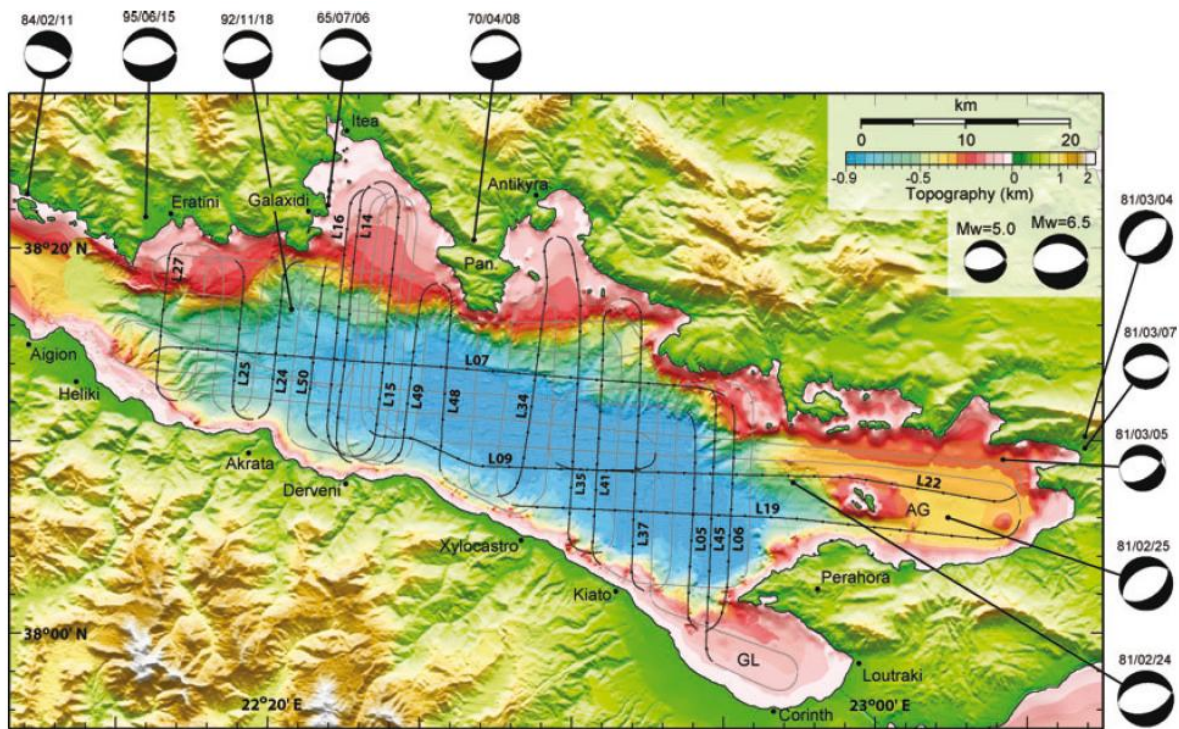 84/02/11 95/06/15 92/11/18 65/07/06 70/04/08
km
0 10 20
-0.9 -0.5 0 1 2
Topography (km)
Mw=5.0 Mw=6.5
81/03/04
81/03/07
81/03/05
81/02/25
81/02/24
Itea
Antikyra
Eratini
Galaxidi
L16
L14
38°20' N
L27
Pan.
Aigion
Heliki
L07
L25
L24
L50
L15
L49
L48
L34
Akrata
L09
Derveni
L35
L41
L22
AG
L19
L37
L05
L45
L06
Xylocastro
Kiato
Perahora
38°00' N
GL
Loutraki
22°20' E
23°00' E
Corinth